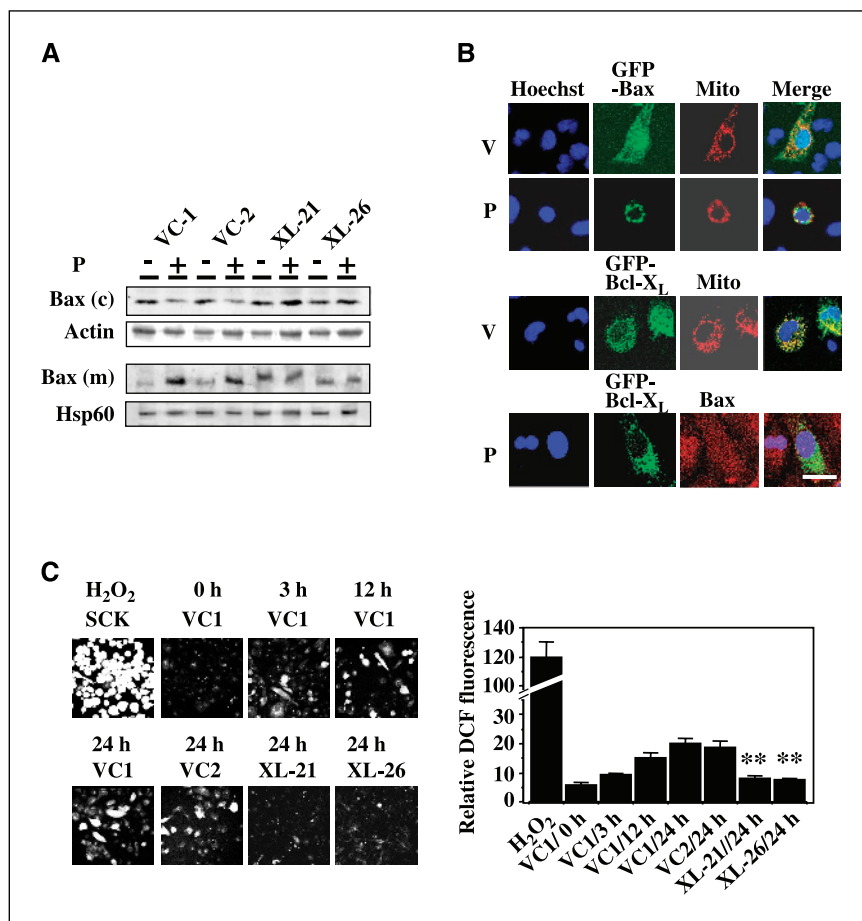 A
VC-1 VC-2 XL-21 XL-26
P - + - + - + - +
Bax (c)
Actin
Bax (m)
Hsp60
B
Hoechst GFP-Bax Mito Merge
V
P
GFP-Bcl-XL Mito
V
GFP-Bcl-XL Bax
P
C
H2O2 0 h 3 h 12 h
SCK VC1 VC1 VC1
24 h 24 h 24 h 24 h
VC1 VC2 XL-21 XL-26
Relative DCF fluorescence
140
120
100
20
10
0
** **
H2O2
VC1/ 0 h
VC1/3 h
VC1/12 h
VC1/24 h
VC2/24 h
XL-21//24 h
XL-26/24 h